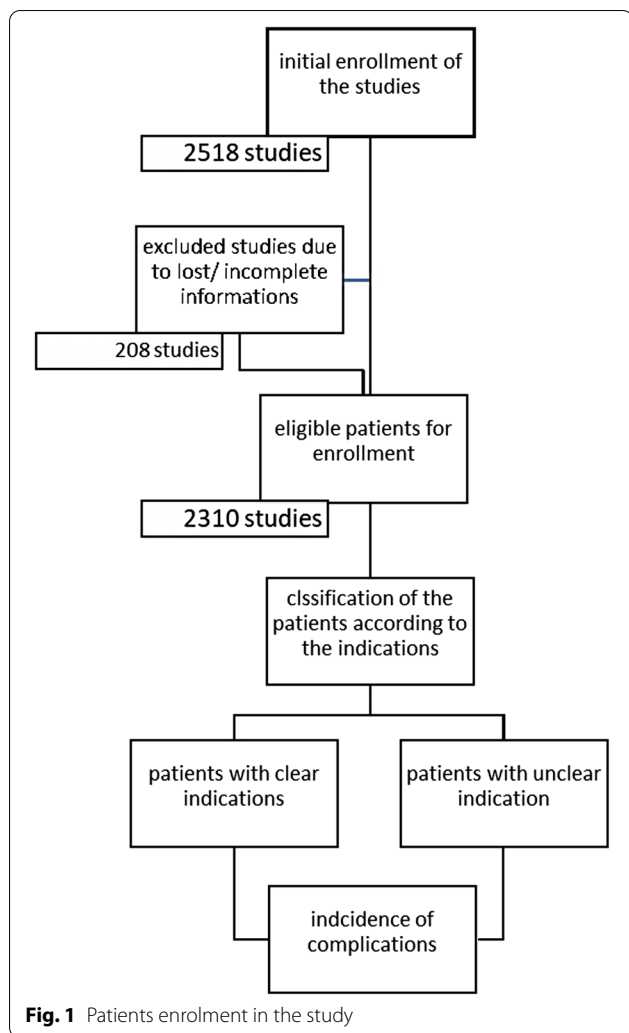 initial enrollment of
the studies
2518 studies
excluded studies due
to lost/ incomplete
informations
208 studies
eligible patients for
enrollment
2310 studies
clssification of the
patients according to
the indications
patients with clear
indications
patients with unclear
indication
indcidence of
complications
Fig. 1 Patients enrolment in the study